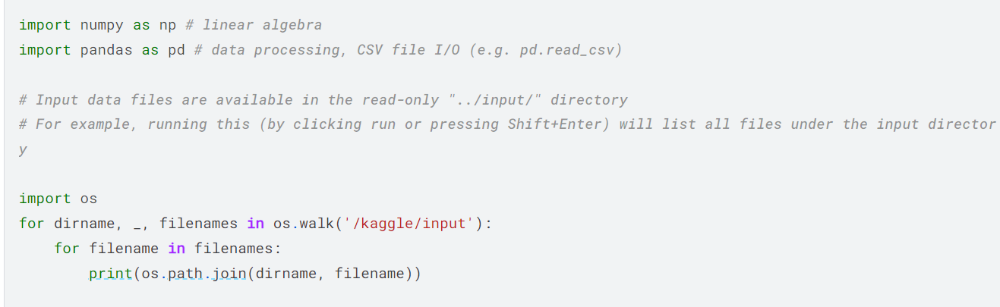 import numpy as np # linear algebra
import pandas as pd # data processing, CSV file I/O (e.g. pd.read_csv)
# Input data files are available in the read-only "../input/" directory
# For example, running this (by clicking run or pressing Shift+Enter) will list all files under the input director
y
import os
for dirname, _, filenames in os.walk('/kaggle/input'):
    for filename in filenames:
        print(os.path.join(dirname, filename))